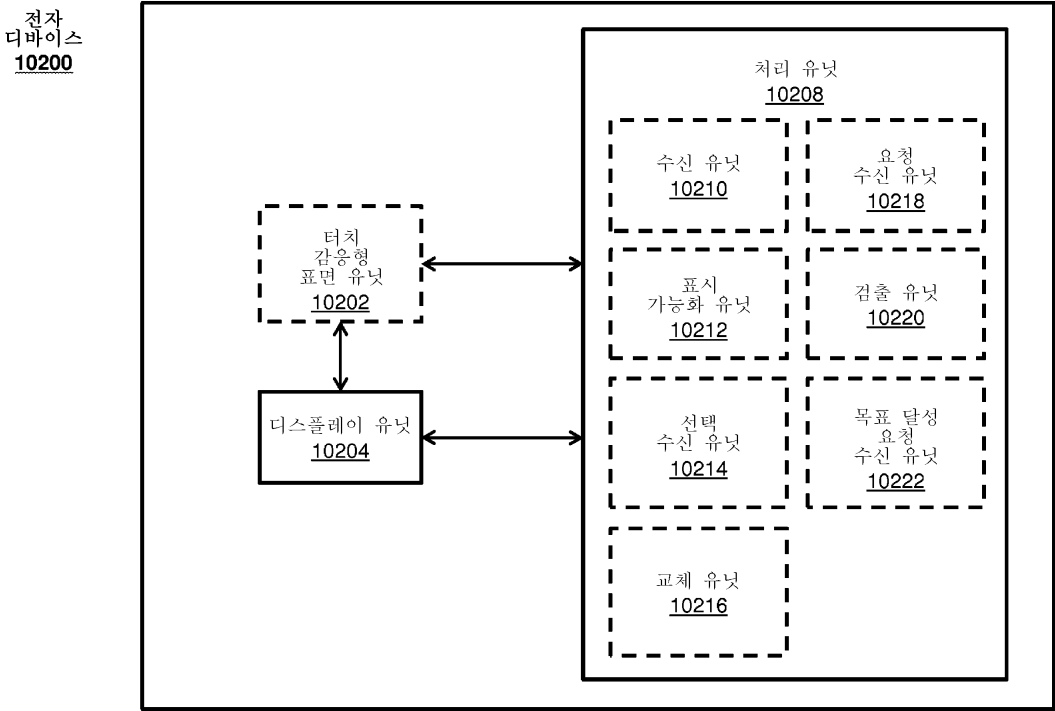 전자
디바이스
10200
처리 유닛
10208
수신 유닛
10210
요청
수신 유닛
10218
터치
감응형
표면 유닛
10202
표시
가능화 유닛
10212
검출 유닛
10220
디스플레이 유닛
10204
선택
수신 유닛
10214
목표 달성
요청
수신 유닛
10222
교체 유닛
10216